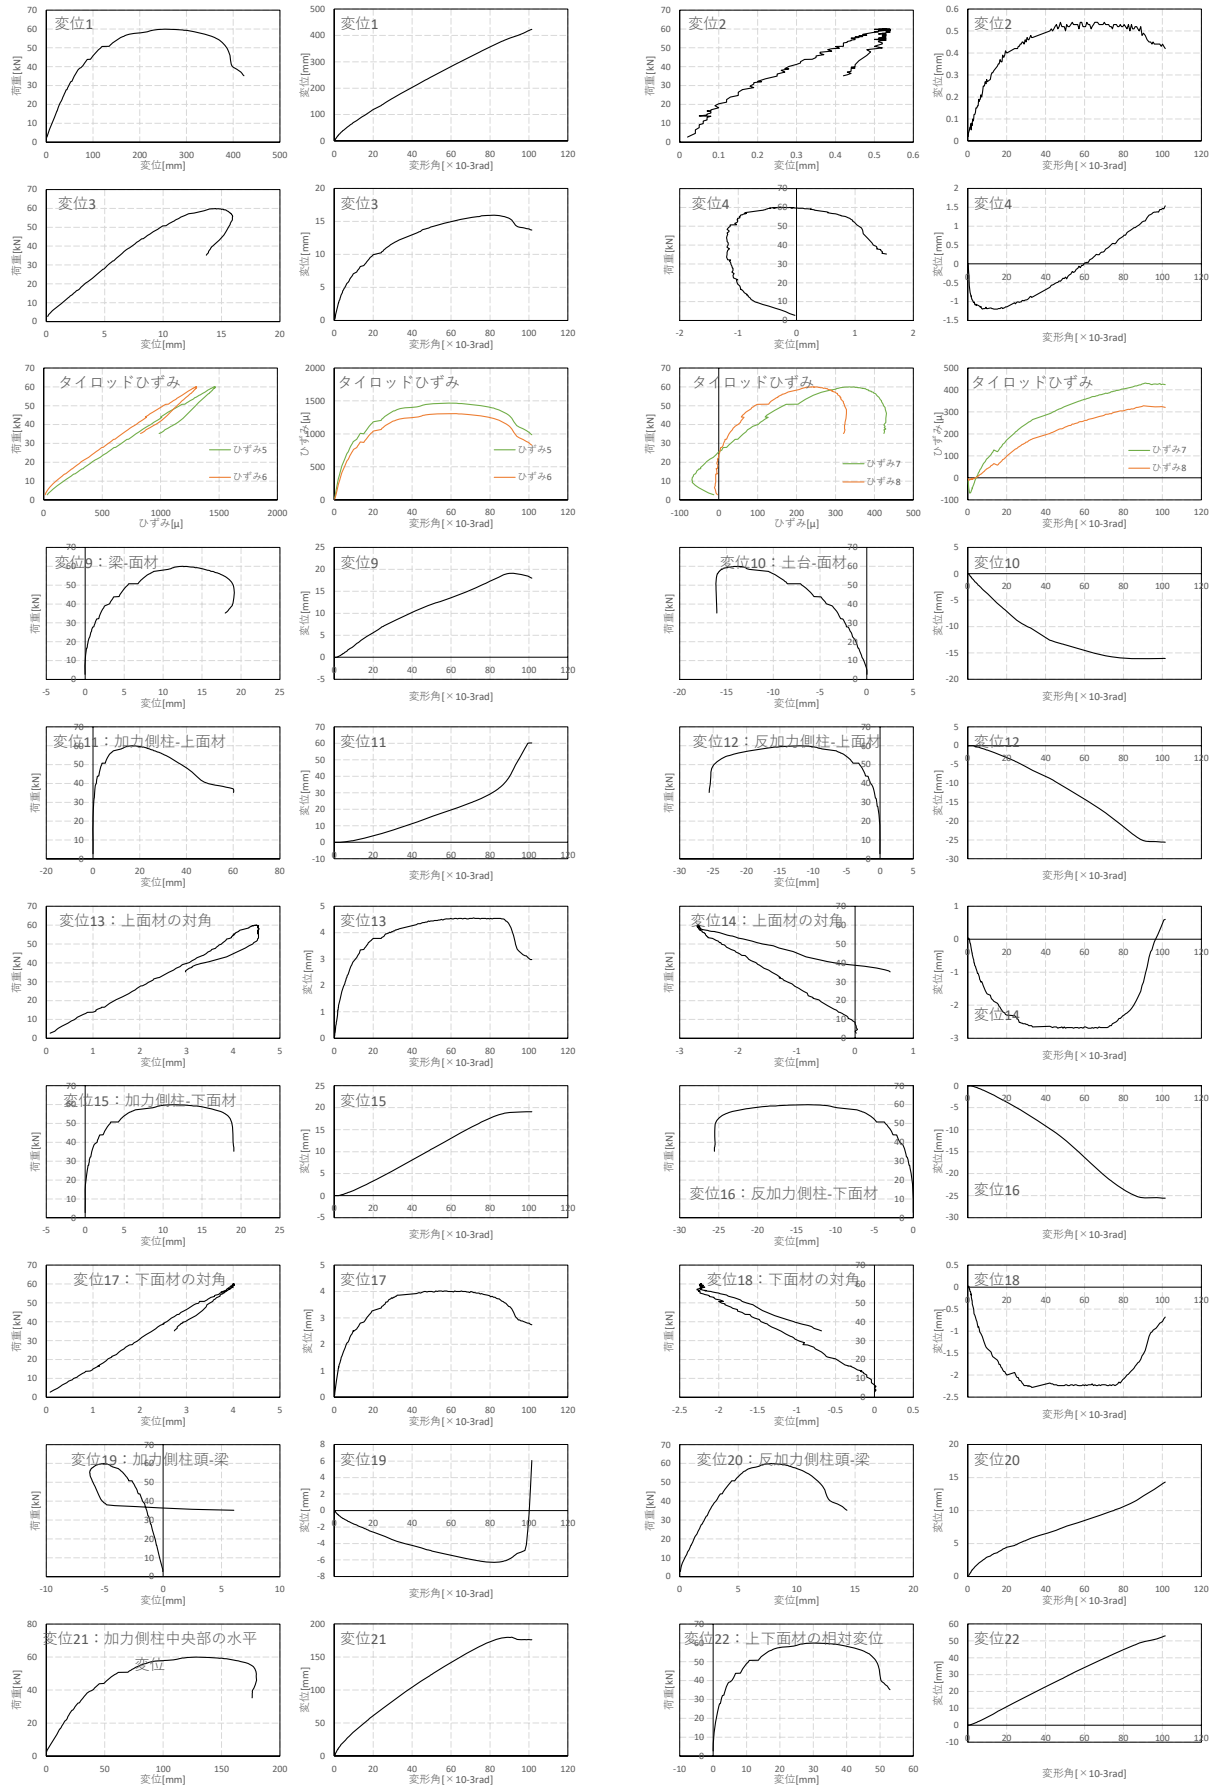 変位1
荷重[kN]
変位[mm]
変位1
変位[mm]
変形角[×10-3rad]
変位2
荷重[kN]
変位[mm]
変位2
変位[mm]
変形角[×10-3rad]
変位3
荷重[kN]
変位[mm]
変位3
変位[mm]
変形角[×10-3rad]
変位4
荷重[kN]
変位[mm]
変位4
変位[mm]
変形角[×10-3rad]
タイロッドひずみ
荷重[kN]
ひずみ5
ひずみ6
ひずみ[μ]
タイロッドひずみ
ひずみ[μ]
ひずみ5
ひずみ6
変形角[×10-3rad]
タイロッドひずみ
荷重[kN]
ひずみ7
ひずみ8
ひずみ[μ]
タイロッドひずみ
ひずみ[μ]
ひずみ7
ひずみ8
変形角[×10-3rad]
変位9：梁-面材
荷重[kN]
変位[mm]
変位9
変位[mm]
変形角[×10-3rad]
変位10：土台-面材
荷重[kN]
変位[mm]
変位10
変位[mm]
変形角[×10-3rad]
変位11：加力側柱-上面材
荷重[kN]
変位[mm]
変位11
変位[mm]
変形角[×10-3rad]
変位12：反加力側柱-上面材
荷重[kN]
変位[mm]
変位12
変位[mm]
変形角[×10-3rad]
変位13：上面材の対角
荷重[kN]
変位[mm]
変位13
変位[mm]
変形角[×10-3rad]
変位14：上面材の対角
荷重[kN]
変位[mm]
変位14
変位[mm]
変形角[×10-3rad]
変位15：加力側柱-下面材
荷重[kN]
変位[mm]
変位15
変位[mm]
変形角[×10-3rad]
変位16：反加力側柱-下面材
荷重[kN]
変位[mm]
変位16
変位[mm]
変形角[×10-3rad]
変位17：下面材の対角
荷重[kN]
変位[mm]
変位17
変位[mm]
変形角[×10-3rad]
変位18：下面材の対角
荷重[kN]
変位[mm]
変位18
変位[mm]
変形角[×10-3rad]
変位19：加力側柱頭-梁
荷重[kN]
変位[mm]
変位19
変位[mm]
変形角[×10-3rad]
変位20：反加力側柱頭-梁
荷重[kN]
変位[mm]
変位20
変位[mm]
変形角[×10-3rad]
変位21：加力側柱中央部の水平
変位
荷重[kN]
変位[mm]
変位21
変位[mm]
変形角[×10-3rad]
変位22：上下面材の相対変位
荷重[kN]
変位[mm]
変位22
変位[mm]
変形角[×10-3rad]